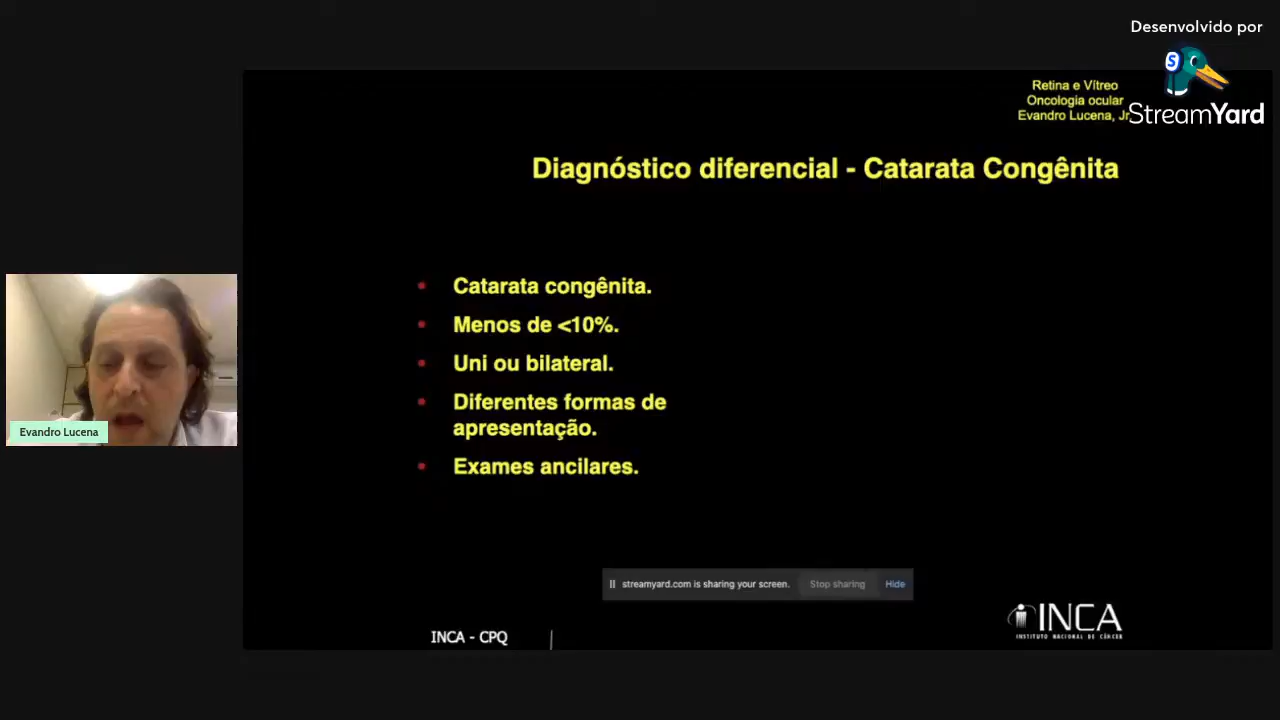 Desenvolvido por
StreamYard
Retina e Vítreo
Oncologia ocular
Evandro Lucena, Jr
Diagnóstico diferencial - Catarata Congênita
• Catarata congênita.
• Menos de <10%.
• Uni ou bilateral.
• Diferentes formas de
apresentação.
• Exames ancilares.
Evandro Lucena
streamyard.com is sharing your screen. Stop sharing Hide
INCA - CPQ
INCA
INSTITUTO NACIONAL DE CÂNCER